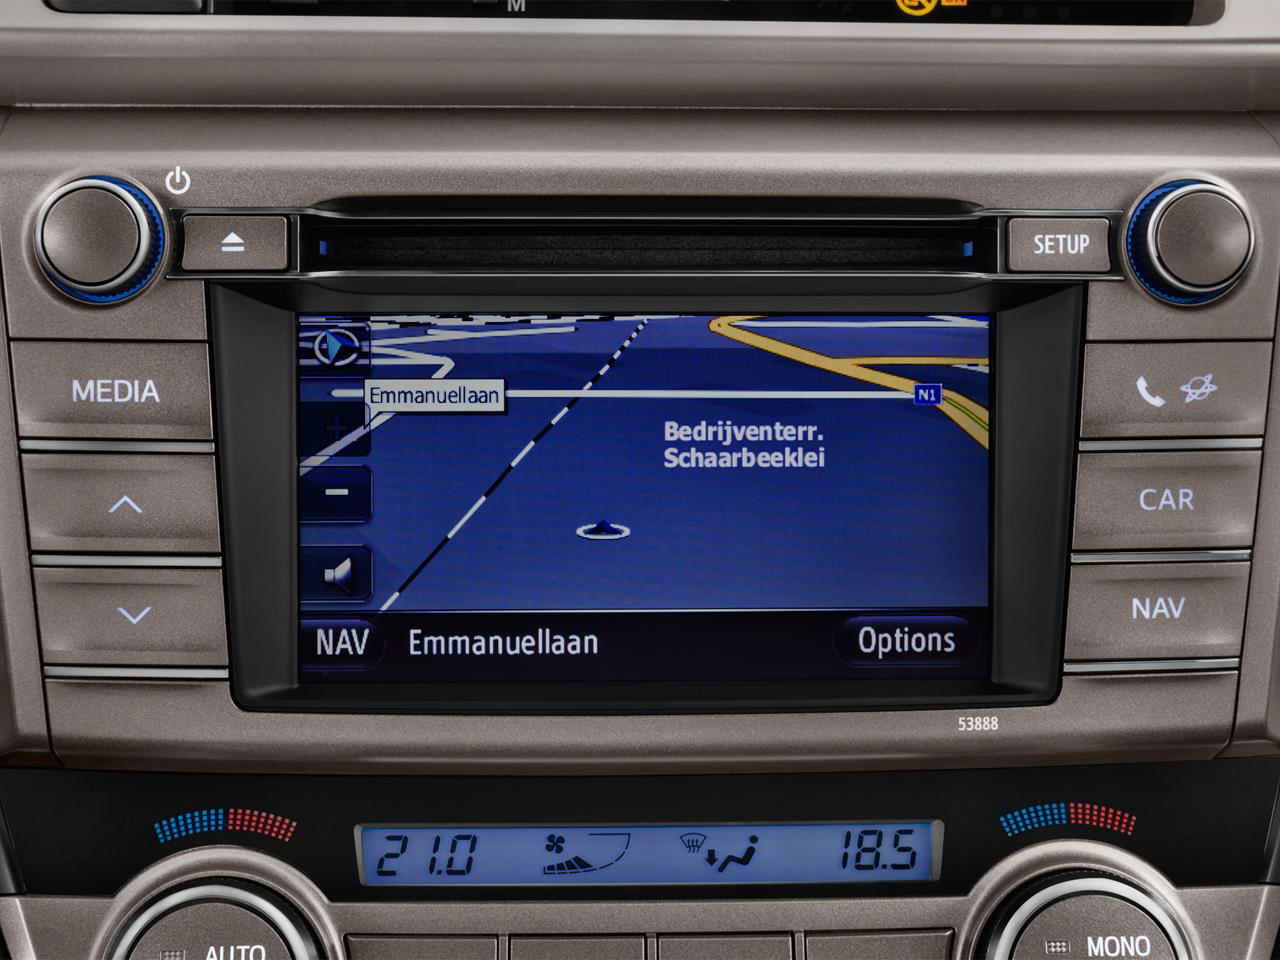 M
SETUP
MEDIA
Emmanuellaan
N1
Bedrijventerr.
Schaarbeeklei
CAR
NAV
NAV Emmanuellaan Options
53888
21.0 18.5
AUTO MONO